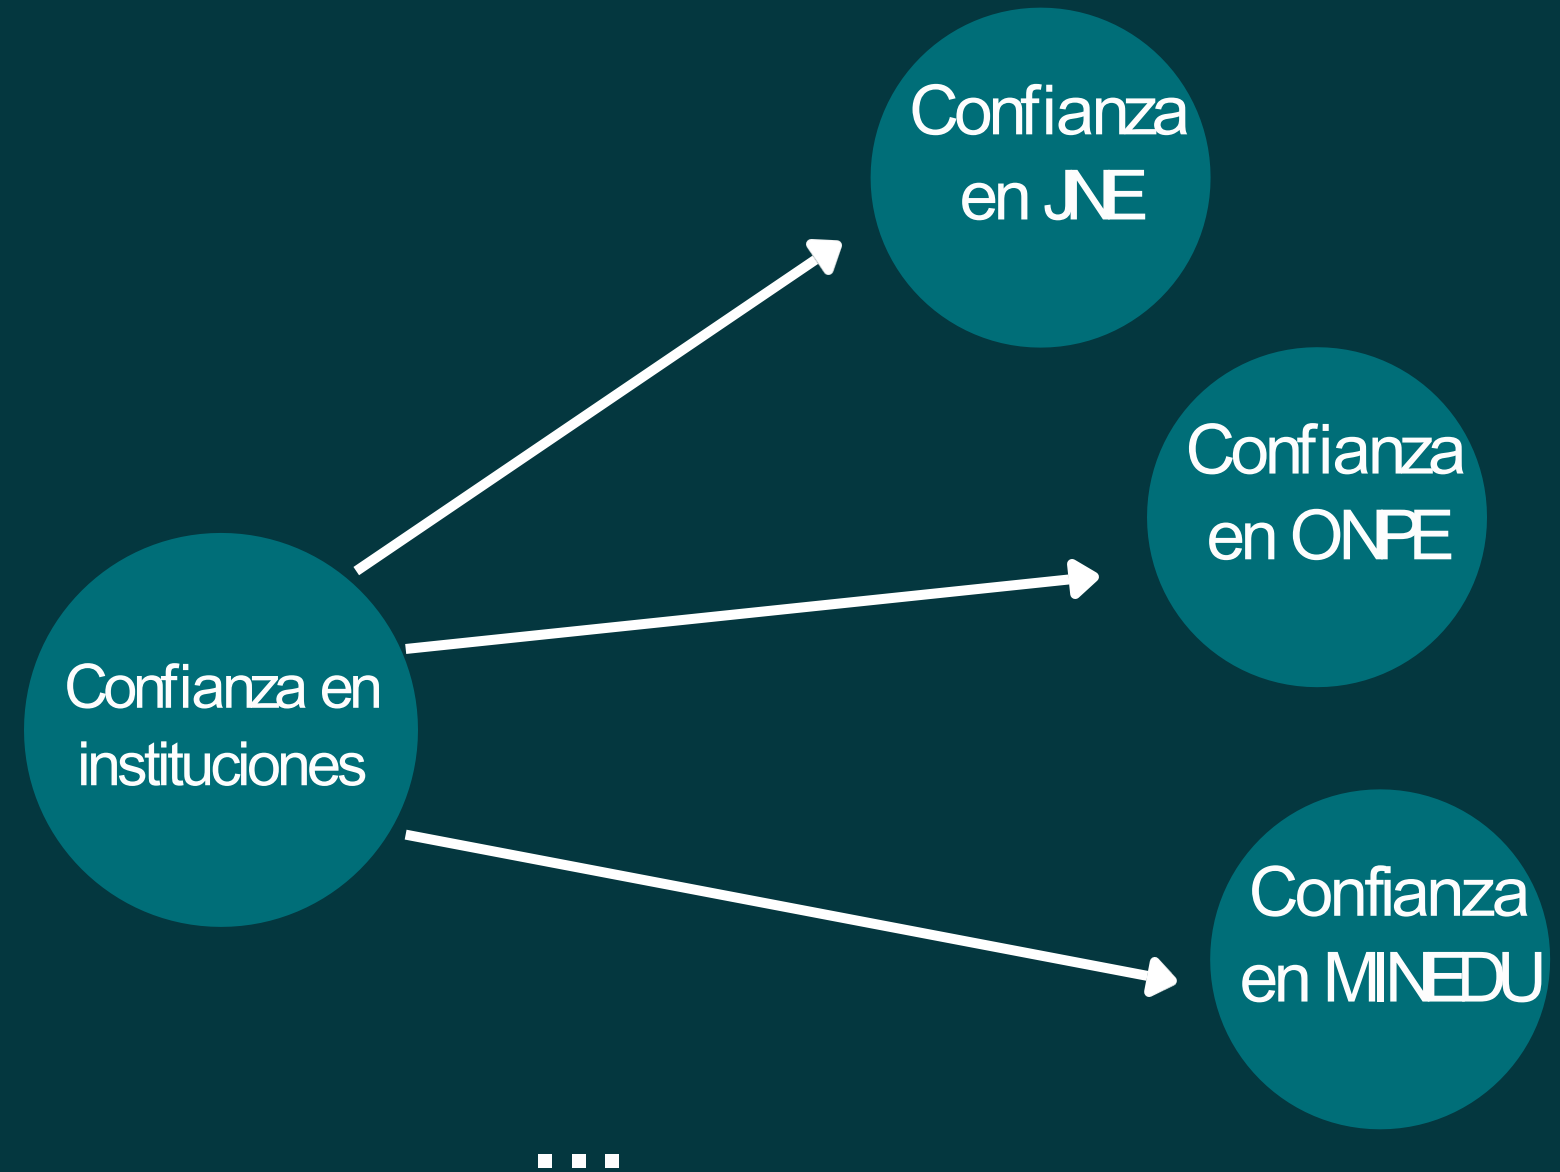 Confianza
en JNE
Confianza
en ONPE
Confianza en
instituciones
Confianza
en MINEDU
...